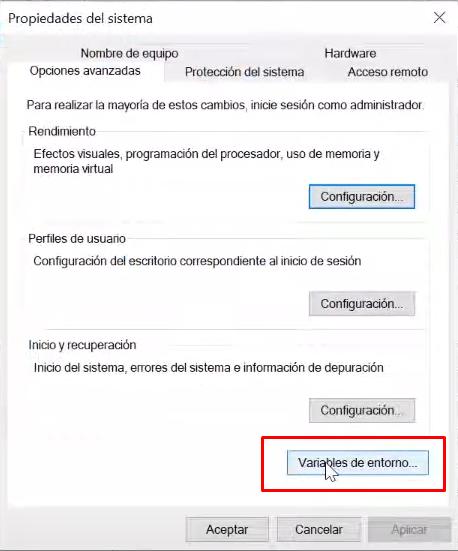 Propiedades del sistema
Nombre de equipo
Hardware
Opciones avanzadas
Protección del sistema
Acceso remoto
Para realizar la mayoría de estos cambios, inicie sesión como administrador.
Rendimiento
Efectos visuales, programación del procesador, uso de memoria y
memoria virtual
Configuración...
Perfiles de usuario
Configuración del escritorio correspondiente al inicio de sesión
Configuración...
Inicio y recuperación
Inicio del sistema, errores del sistema e información de depuración
Configuración...
Variables de entorno...
Aceptar
Cancelar
Aplicar